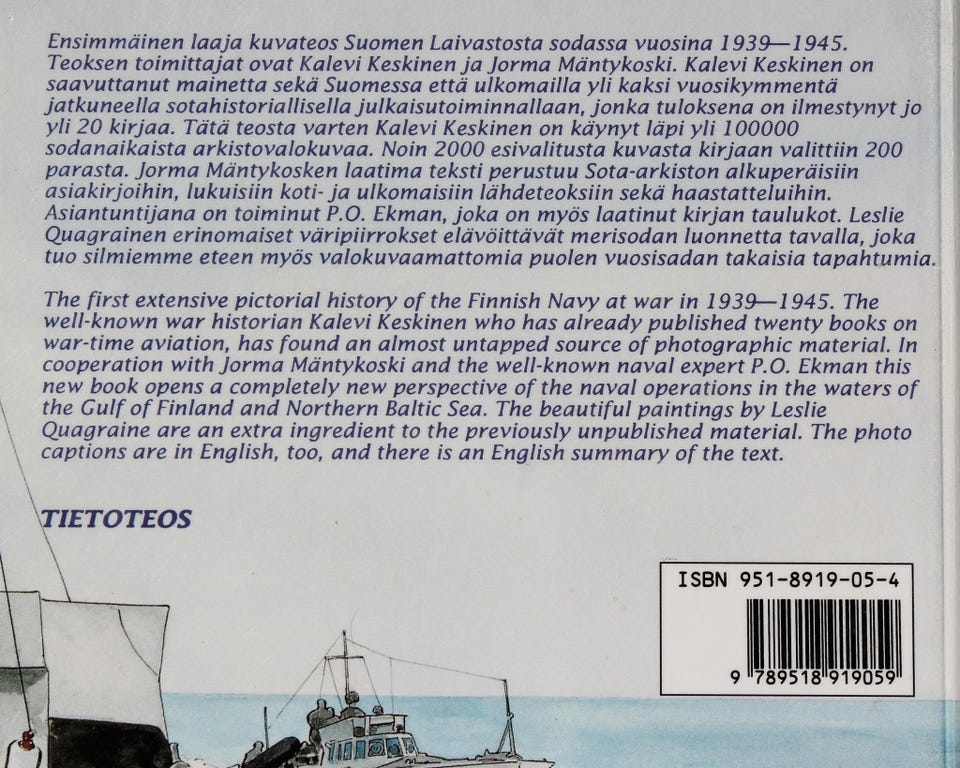 Ensimmäinen laaja kuvateos Suomen Laivastosta sodassa vuosina 1939—1945.
Teoksen toimittajat ovat Kalevi Keskinen ja Jorma Mäntykoski. Kalevi Keskinen on
saavuttanut mainetta sekä Suomessa että ulkomailla yli kaksi vuosikymmentä
jatkuneella sotahistoriallisella julkaisutoiminnallaan, jonka tuloksena on ilmestynyt jo
yli 20 kirjaa. Tätä teosta varten Kalevi Keskinen on käynyt läpi yli 100000
sodanaikaista arkistovalokuvaa. Noin 2000 esivalitusta kuvasta kirjaan valittiin 200
parasta. Jorma Mäntykosken laatima teksti perustuu Sota-arkiston alkuperäisiin
asiakirjoihin, lukuisiin koti- ja ulkomaisiin lähdeteoksiin sekä haastatteluihin.
Asiantuntijana on toiminut P.O. Ekman, joka on myös laatinut kirjan taulukot. Leslie
Quagrainen erinomaiset väripiirrokset elävöittävät merisodan luonnetta tavalla, joka
tuo silmiemme eteen myös valokuvaamattomia puolen vuosisadan takaisia tapahtumia.
The first extensive pictorial history of the Finnish Navy at war in 1939—1945. The
well-known war historian Kalevi Keskinen who has already published twenty books on
war-time aviation, has found an almost untapped source of photographic material. In
cooperation with Jorma Mäntykoski and the well-known naval expert P.O. Ekman this
new book opens a completely new perspective of the naval operations in the waters of
the Gulf of Finland and Northern Baltic Sea. The beautiful paintings by Leslie
Quagraine are an extra ingredient to the previously unpublished material. The photo
captions are in English, too, and there is an English summary of the text.
TIETOTEOS
ISBN 951-8919-05-4
9 789518 919059